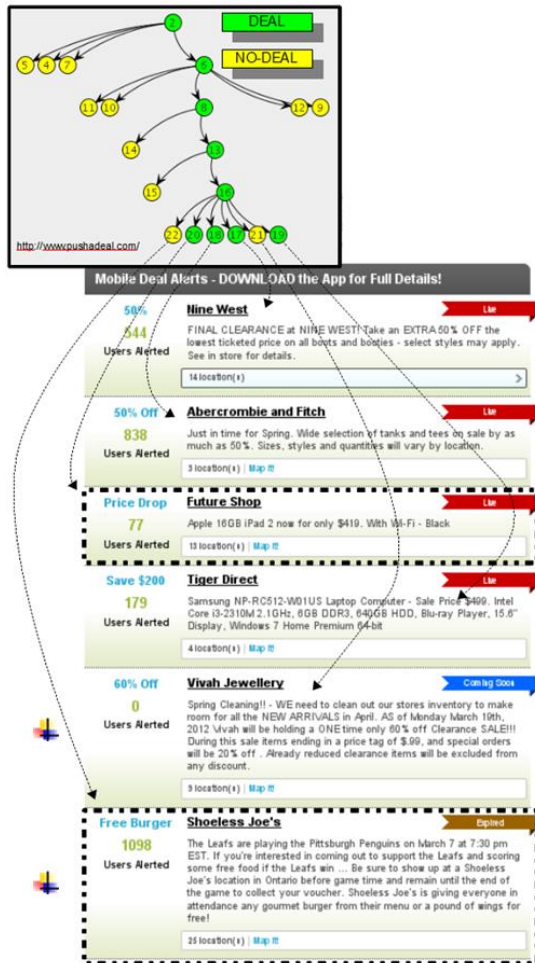 2
DEAL
NO-DEAL
5 4 7
6
11 10
12 9
8
14
13
15
16
22 20 18 17 21 19
http://www.pushadeal.com/
Mobile Deal Alerts - DOWNLOAD the App for Full Details!
50%
544
Users Alerted
Nine West
Live
FINAL CLEARANCE at NINE WEST! Take an EXTRA 50% OFF the
lowest ticketed price on all boots and booties - select styles may apply.
See in store for details.
14 location(s)
50% Off
838
Users Alerted
Abercrombie and Fitch
Live
Just in time for Spring. Wide selection of tanks and tees on sale by as
much as 50%. Sizes, styles and quantities will vary by location.
3 location(s) | Map It!
Price Drop
77
Users Alerted
Future Shop
Live
Apple 16GB iPad 2 now for only $419. With Wi-Fi - Black
13 location(s) | Map It!
Save $200
179
Users Alerted
Tiger Direct
Live
Samsung NP-RC512-W01US Laptop Computer - Sale Price $499. Intel
Core i3-2310M 2.1GHz, 6GB DDR3, 640GB HDD, Blu-ray Player, 15.6"
Display, Windows 7 Home Premium 64-bit
4 location(s) | Map It!
60% Off
0
Users Alerted
Vivah Jewellery
Coming Soon
Spring Cleaning!! - WE need to clean out our stores inventory to make
room for all the NEW ARRIVALS in April. AS of Monday March 19th,
2012 Vivah will be holding a ONE time only 60% off Clearance SALE!!!
During this sale items ending in a price tag of $.99, and special orders
will be 20% off . Already reduced clearance items will be excluded from
any discount.
9 location(s) | Map It!
Free Burger
1098
Users Alerted
Shoeless Joe's
Expired
The Leafs are playing the Pittsburgh Penguins on March 7 at 7:30 pm
EST. If you're interested in coming out to support the Leafs and scoring
some free food if the Leafs win ... Be sure to show up at a Shoeless
Joe's location in Ontario before game time and remain until the end of
the game to collect your voucher. Shoeless Joe's is giving everyone in
attendance any gourmet burger from their menu or a pound of wings for
free!
25 location(s) | Map It!